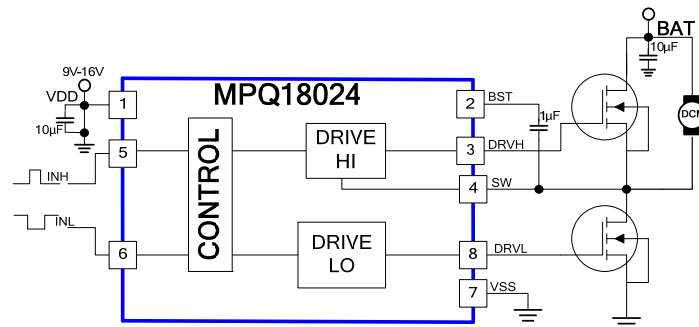 BAT
10µF
9V-16V
MPQ18024
VDD
1
2
BST
10µF
1µF
DCM
DRIVE
HI
3
DRVH
5
INH
CONTROL
4
SW
INL
DRIVE
LO
6
8
DRVL
7
VSS